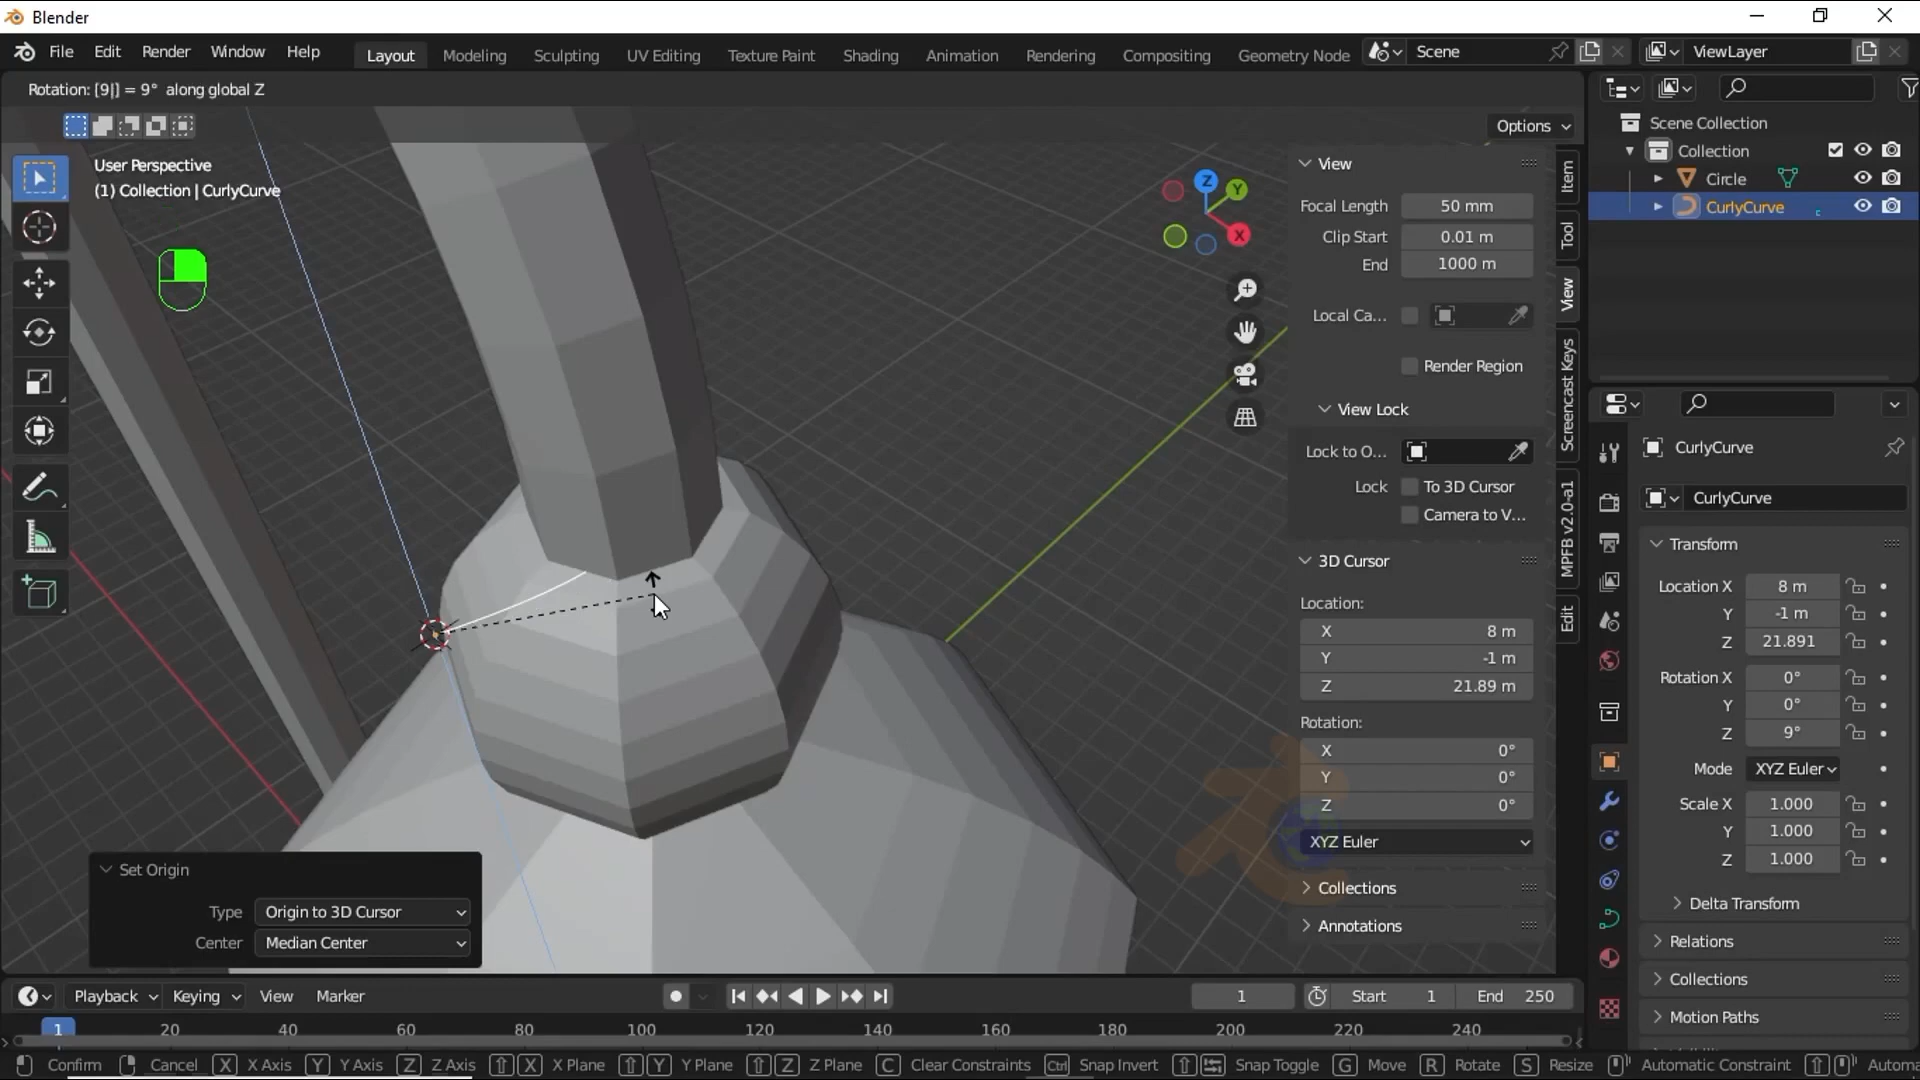 Blender
File Edit Render Window Help Layout Modeling Sculpting UV Editing Texture Paint Shading Animation Rendering Compositing Geometry Node Scene ViewLayer
Rotation: [9|] = 9° along global Z
Options
User Perspective
(1) Collection | CurlyCurve
Z
Y
X
View
Focal Length 50 mm
Clip Start 0.01 m
End 1000 m
Local Ca...
Render Region
View Lock
Lock to O...
Lock To 3D Cursor
Camera to V...
3D Cursor
Location:
X 8 m
Y -1 m
Z 21.89 m
Rotation:
X 0°
Y 0°
Z 0°
XYZ Euler
Collections
Annotations
Item
Tool
View
Screencast Keys
MPFB v2.0-a1
Edit
Scene Collection
Collection
Circle
CurlyCurve
CurlyCurve
CurlyCurve
Transform
Location X 8 m
Y -1 m
Z 21.891
Rotation X 0°
Y 0°
Z 9°
Mode XYZ Euler
Scale X 1.000
Y 1.000
Z 1.000
Delta Transform
Relations
Collections
Motion Paths
Set Origin
Type Origin to 3D Cursor
Center Median Center
Playback Keying View Marker 1 Start 1 End 250
1 20 40 60 80 100 120 140 160 180 200 220 240
Confirm Cancel X X Axis Y Y Axis Z Z Axis X X Plane Y Y Plane Z Z Plane C Clear Constraints Ctrl Snap Invert Snap Toggle G Move R Rotate S Resize Automatic Constraint Automa